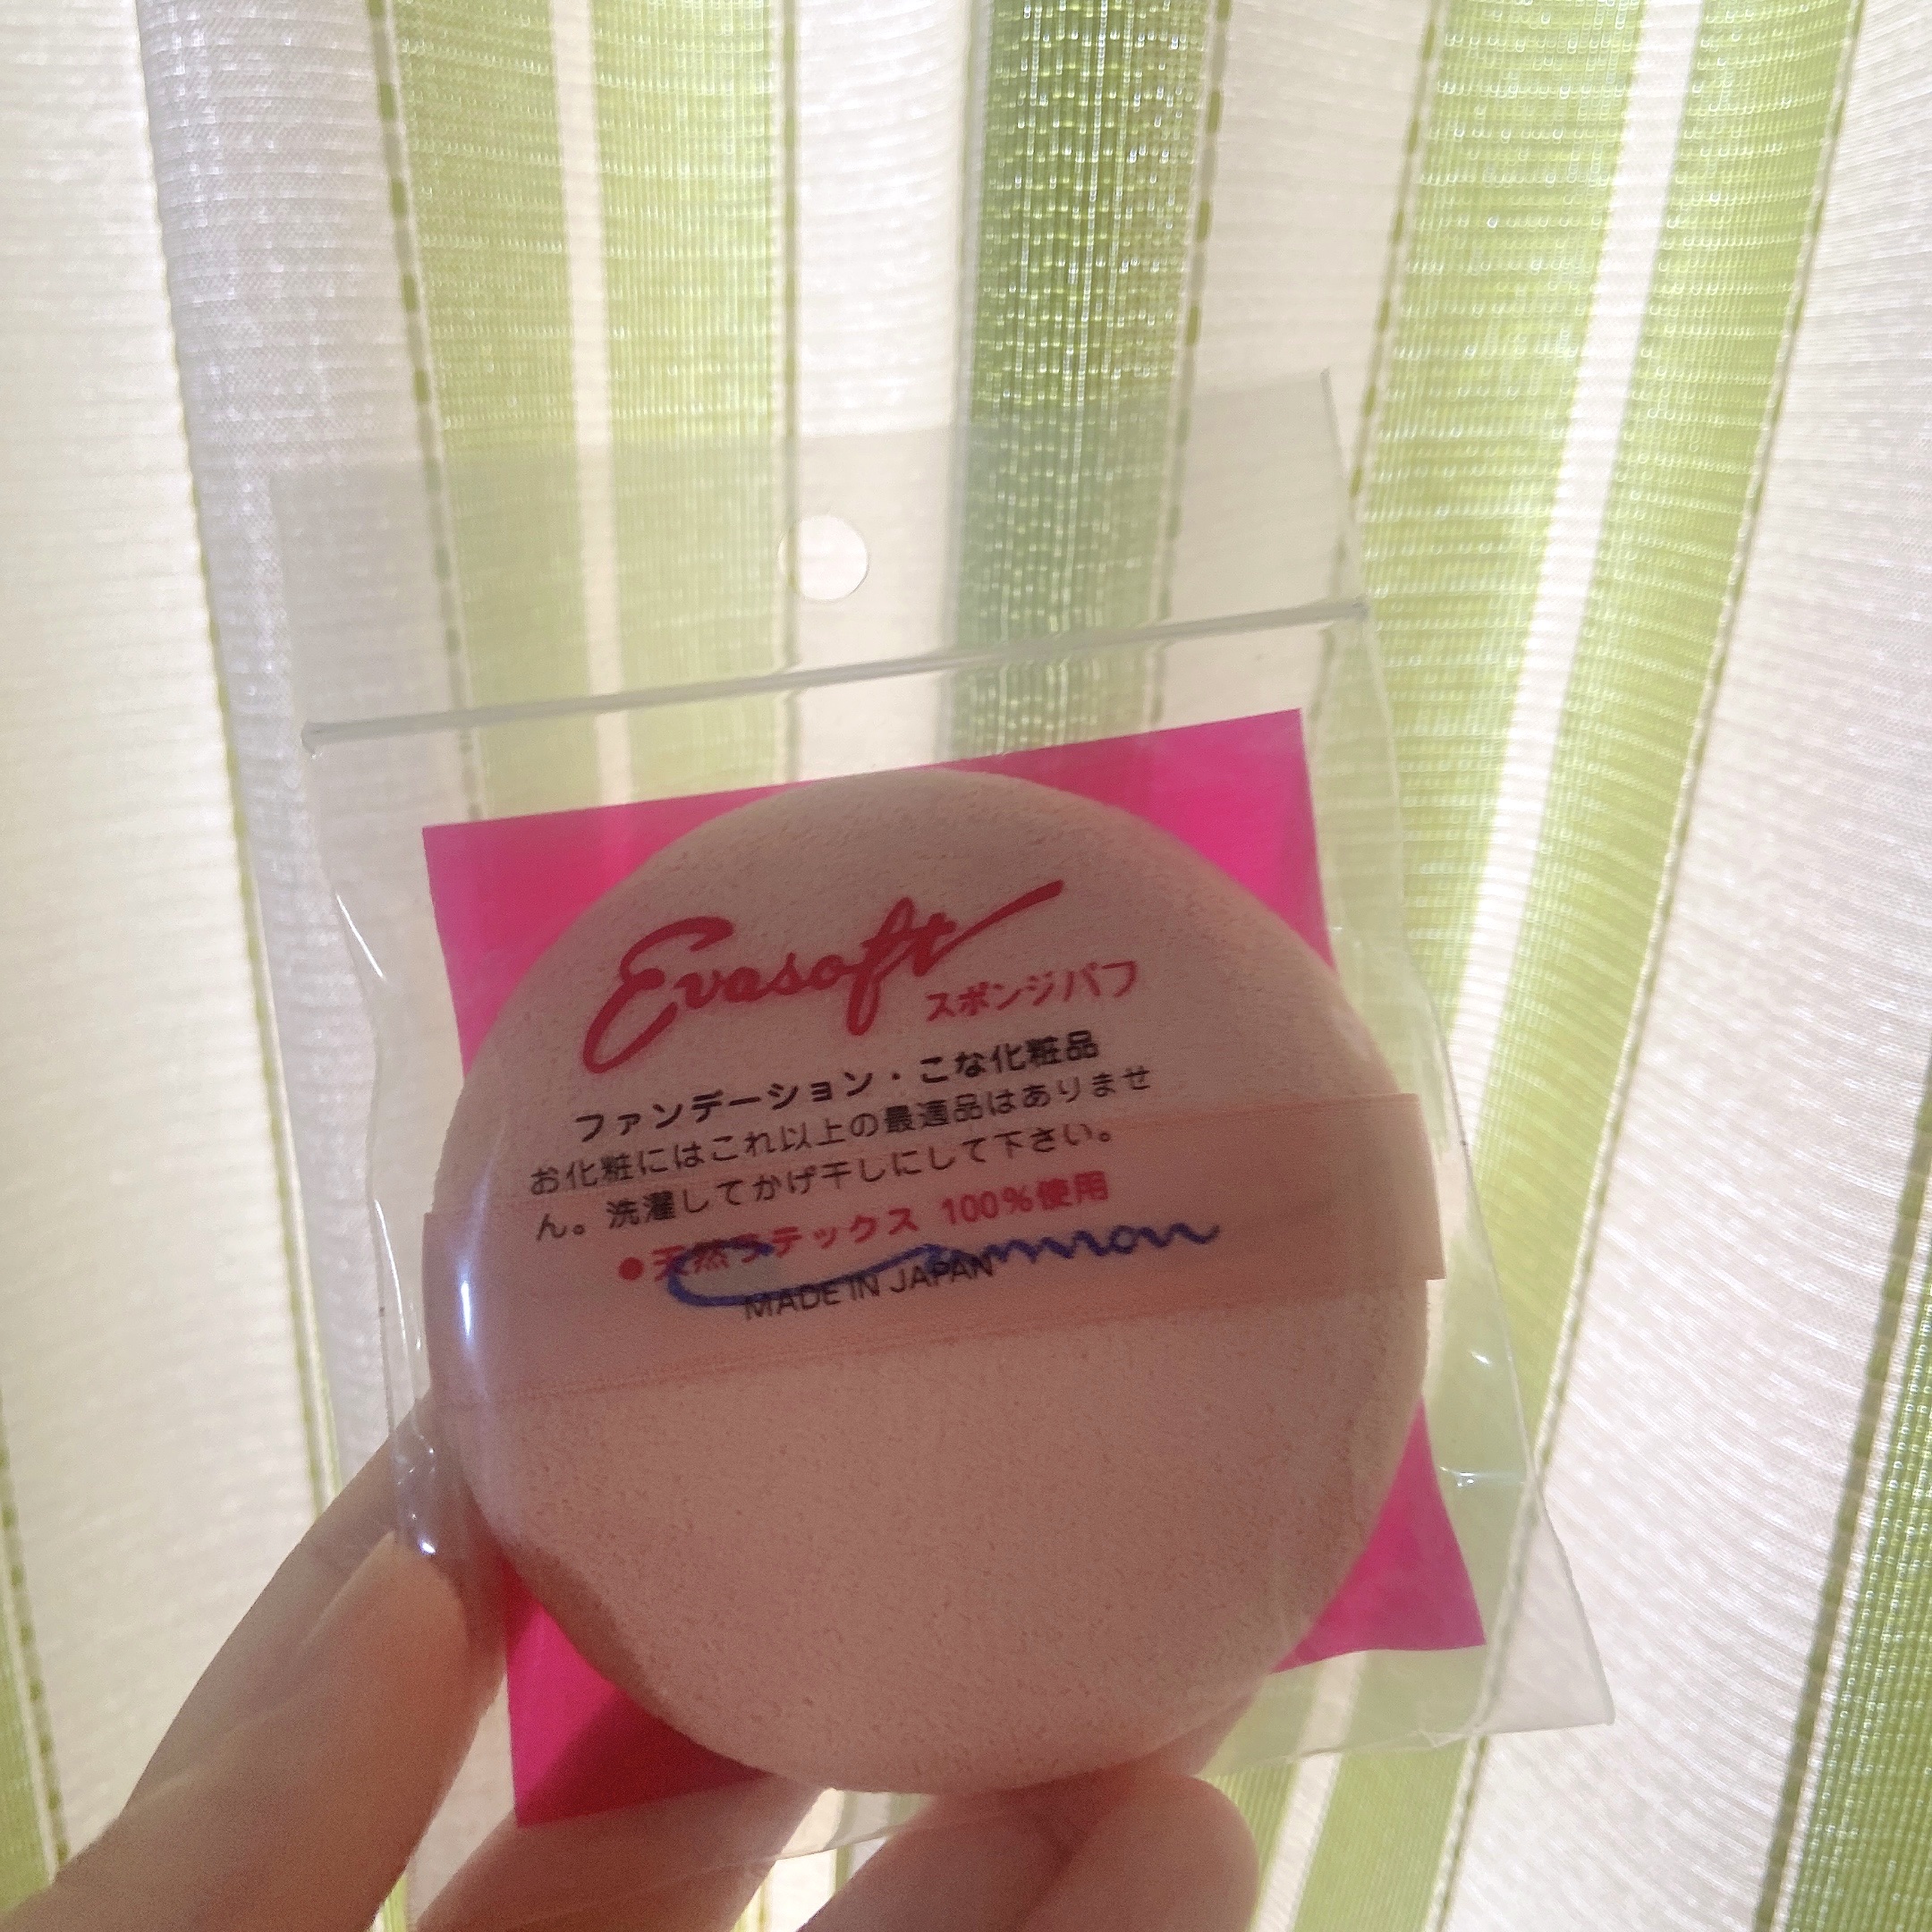 Evasoft
スポンジパフ
ファンデーション・こな化粧品
お化粧にはこれ以上の最適品はありませ
ん。洗濯してかげ干しにして下さい。
●天然ラテックス 100%使用
MADE IN JAPAN